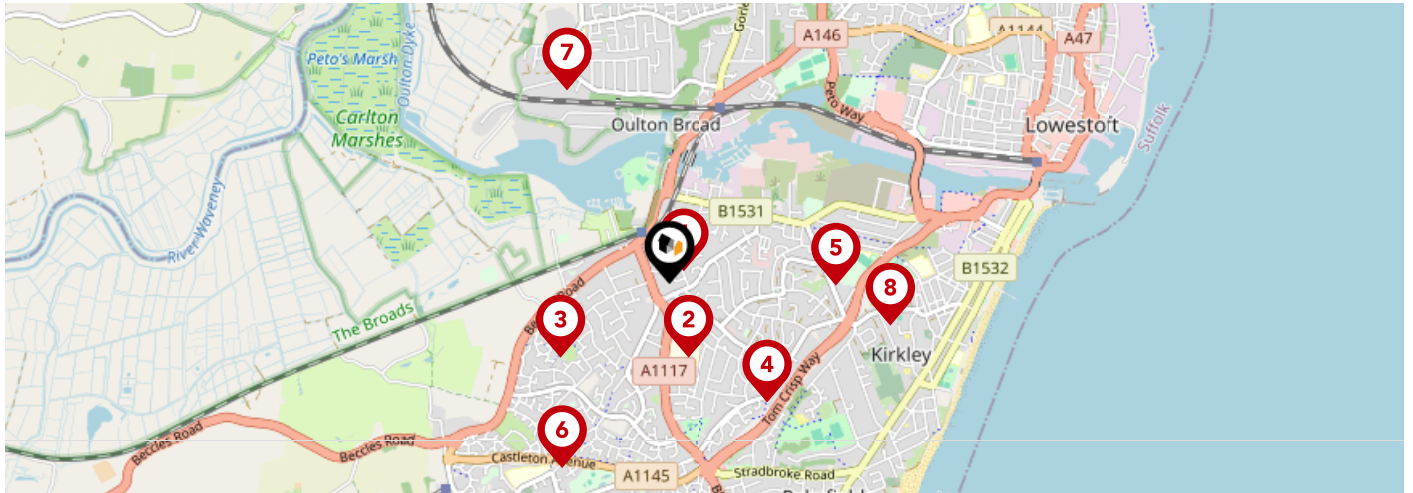 Gorle
A1144
A146
A47
7
Peto's Marsh
Oulton Dyke
Peto Way
Carlton
Marshes
Oulton Broad
Lowestoft
Suffolk
River Waveney
B1531
5
B1532
8
The Broads
Road
3
2
Kirkley
A1117
4
Tom Crisp Way
6
Beccles Road
Beccles Road
Castleton Avenue
A1145
Stradbroke Road